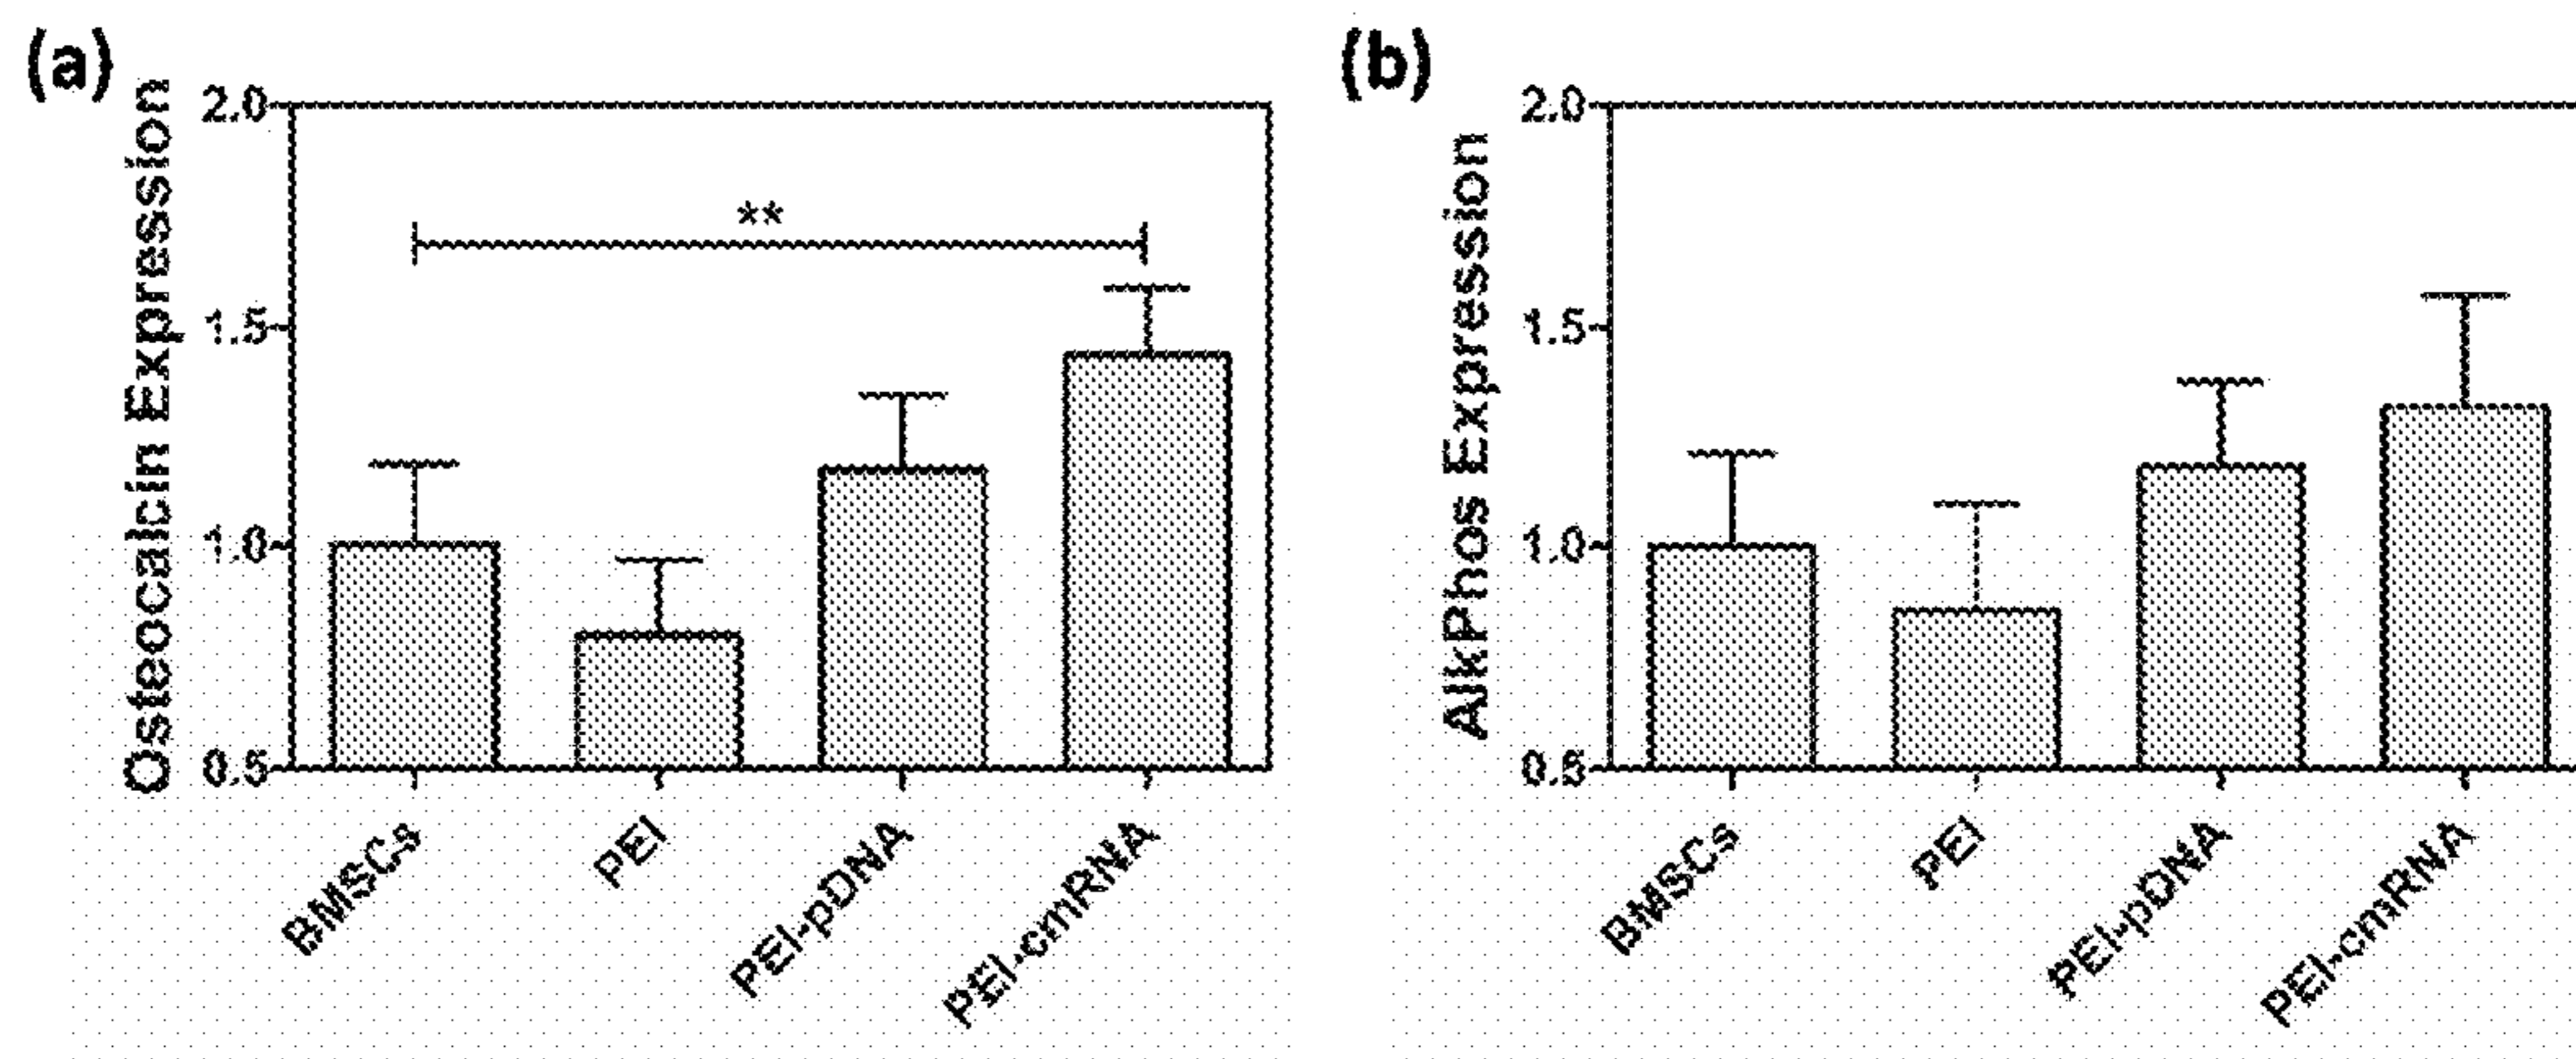 (a)
Osteocalcin Expression
2.0
1.5
1.0
0.5
**
BMSCs
PEI
PEI-pDNA
PEI-cmRNA
(b)
AlkPhos Expression
2.0
1.5
1.0
0.5
BMSCs
PEI
PEI-pDNA
PEI-cmRNA